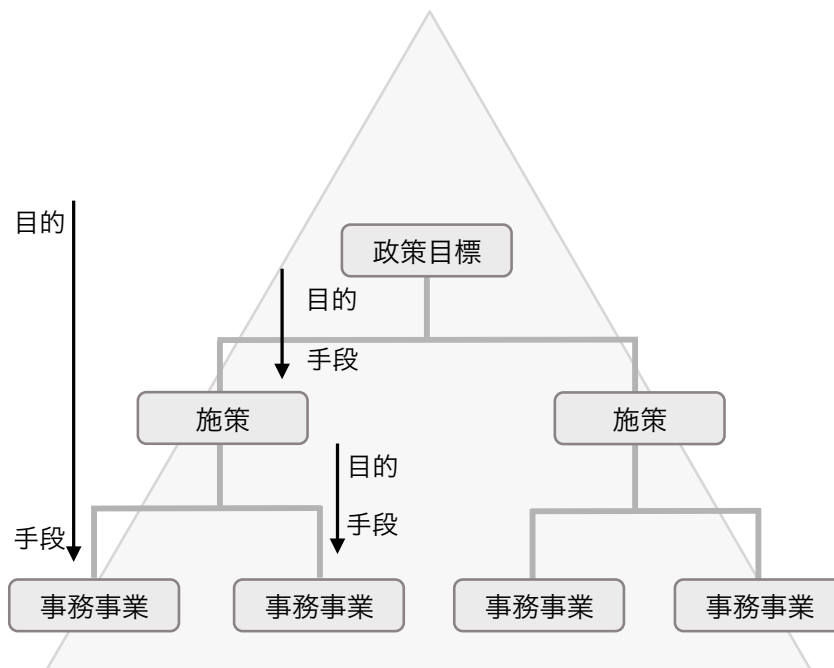 目的
政策目標
目的
手段
施策
施策
目的
手段
手段
事務事業
事務事業
事務事業
事務事業